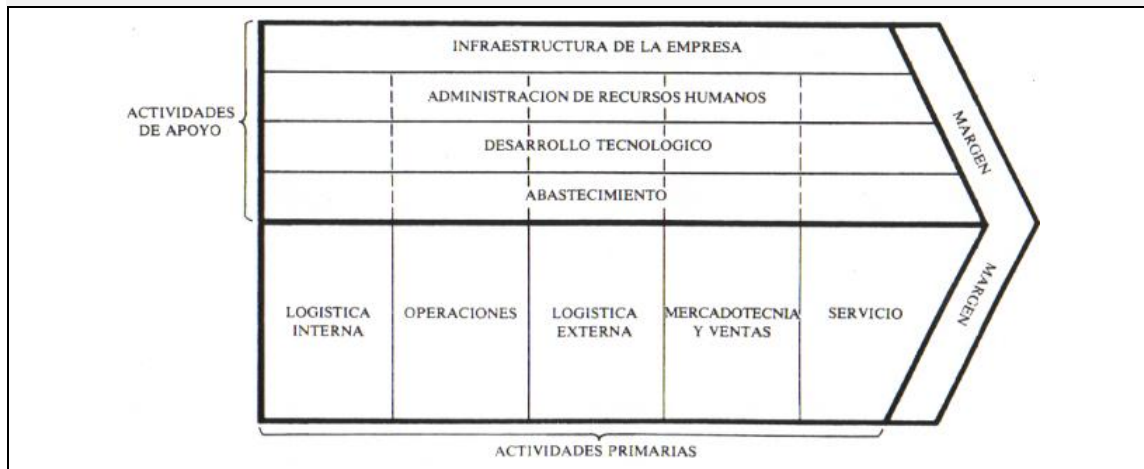 INFRAESTRUCTURA DE LA EMPRESA
ADMINISTRACION DE RECURSOS HUMANOS
ACTIVIDADES
DE APOYO
DESARROLLO TECNOLOGICO
ABASTECIMIENTO
MARGEN
LOGISTICA
INTERNA
OPERACIONES
LOGISTICA
EXTERNA
MERCADOTECNIA
Y VENTAS
SERVICIO
MARGEN
ACTIVIDADES PRIMARIAS